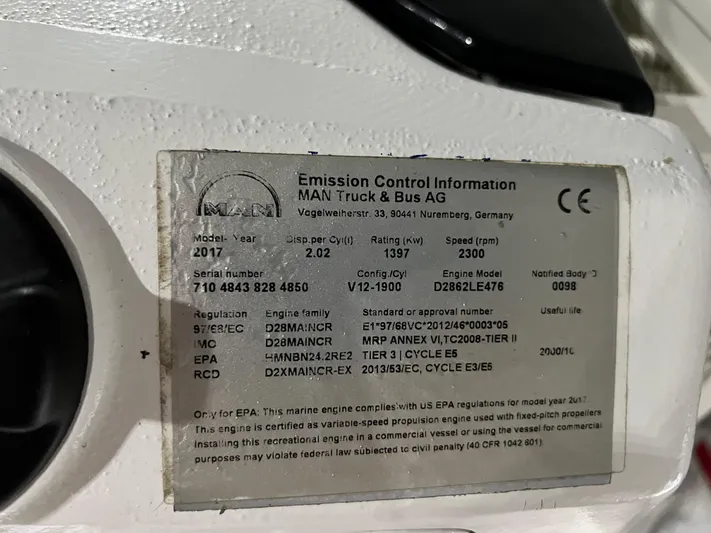 MAN
Emission Control Information
MAN Truck & Bus AG
Vogelweiherstr. 33, 90441 Nuremberg, Germany
CE
Model- Year Disp.per Cyl(l) Rating (Kw) Speed (rpm)
2017 2.02 1397 2300
Serial number Config./Cyl Engine Model Notified Body ID
710 4843 828 4850 V12-1900 D2862LE476 0098
Regulation Engine family Standard or approval number Useful life
97/68/EC D28MAINCR E1*97/68VC*2012/46*0003*05
IMO D28MAINCR MRP ANNEX VI,TC2008-TIER II
EPA HMNBN24.2RE2 TIER 3 | CYCLE E5
RCD D2XMAINCR-EX 2013/53/EC, CYCLE E3/E5
Only for EPA: This marine engine complies with US EPA regulations for model year 2017.
This engine is certified as variable-speed propulsion engine used with fixed-pitch propellers
Installing this recreational engine in a commercial vessel or using the vessel for commercial
purposes may violate federal law subjected to civil penalty (40 CFR 1042 601).